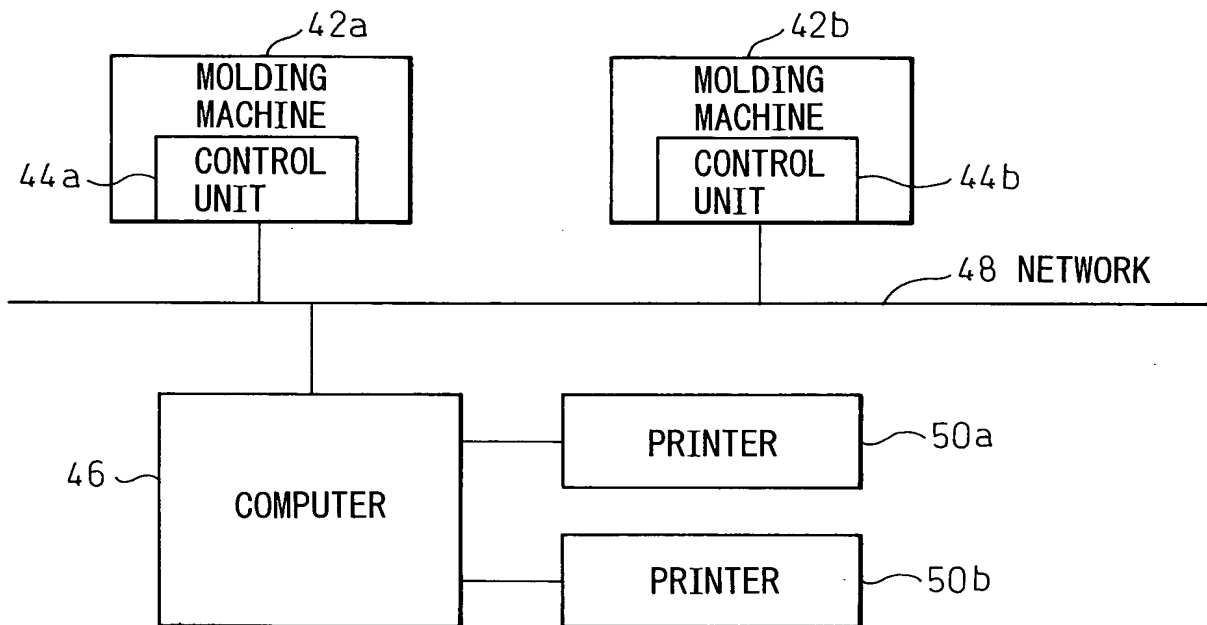 42a
42b
MOLDING
MACHINE
MOLDING
MACHINE
44a
CONTROL
UNIT
CONTROL
UNIT
44b
48 NETWORK
46
COMPUTER
PRINTER
50a
PRINTER
50b